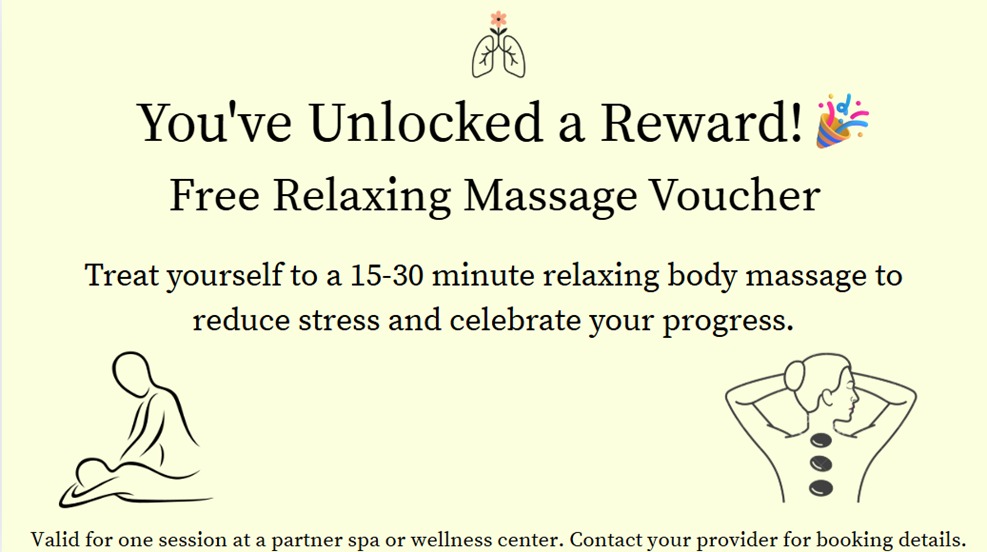 You've Unlocked a Reward!🎉
Free Relaxing Massage Voucher
Treat yourself to a 15-30 minute relaxing body massage to
reduce stress and celebrate your progress.
Valid for one session at a partner spa or wellness center. Contact your provider for booking details.